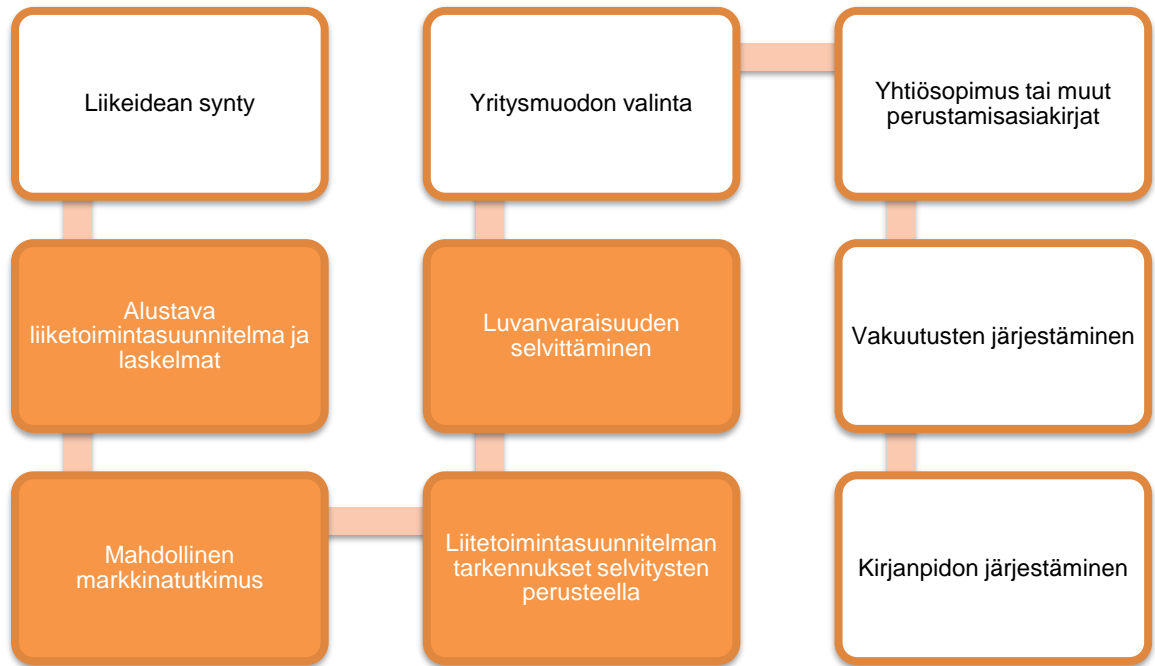 Liikeidean synty
Alustava
liiketoimintasuunnitelma ja
laskelmat
Mahdollinen
markkinatutkimus
Liitetoimintasuunnitelman
tarkennukset selvitysten
perusteella
Luvanvaraisuuden
selvittäminen
Yritysmuodon valinta
Yhtiösopimus tai muut
perustamisasiakirjat
Vakuutusten järjestäminen
Kirjanpidon järjestäminen